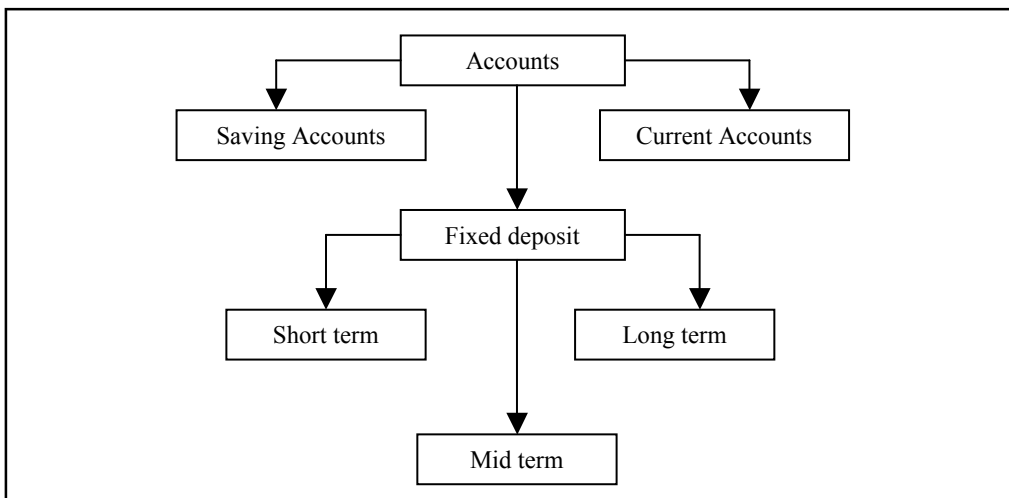 Accounts
Saving Accounts
Current Accounts
Fixed deposit
Short term
Long term
Mid term